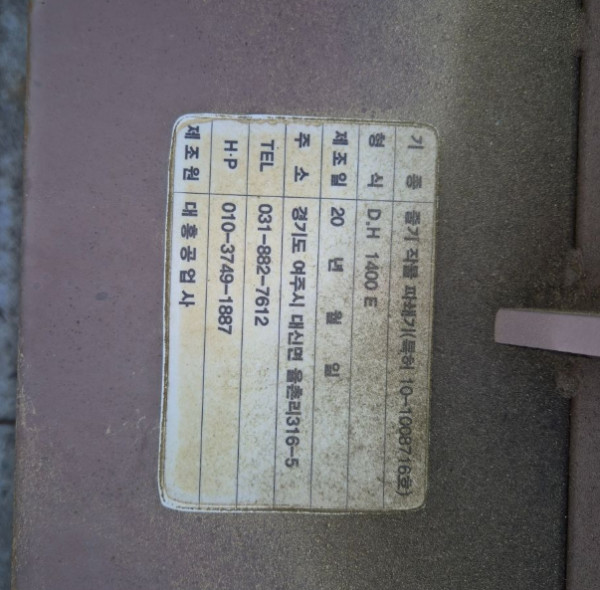 기 종 줄기 작물 파쇄기(특허 10-1008716호)
형 식 D.H 1400 E
제조일 20 년 월 일
주 소 경기도 여주시 대신면 율촌리316-5
TEL 031-882-7612
H·P 010-3749-1887
제조원 대흥공업사